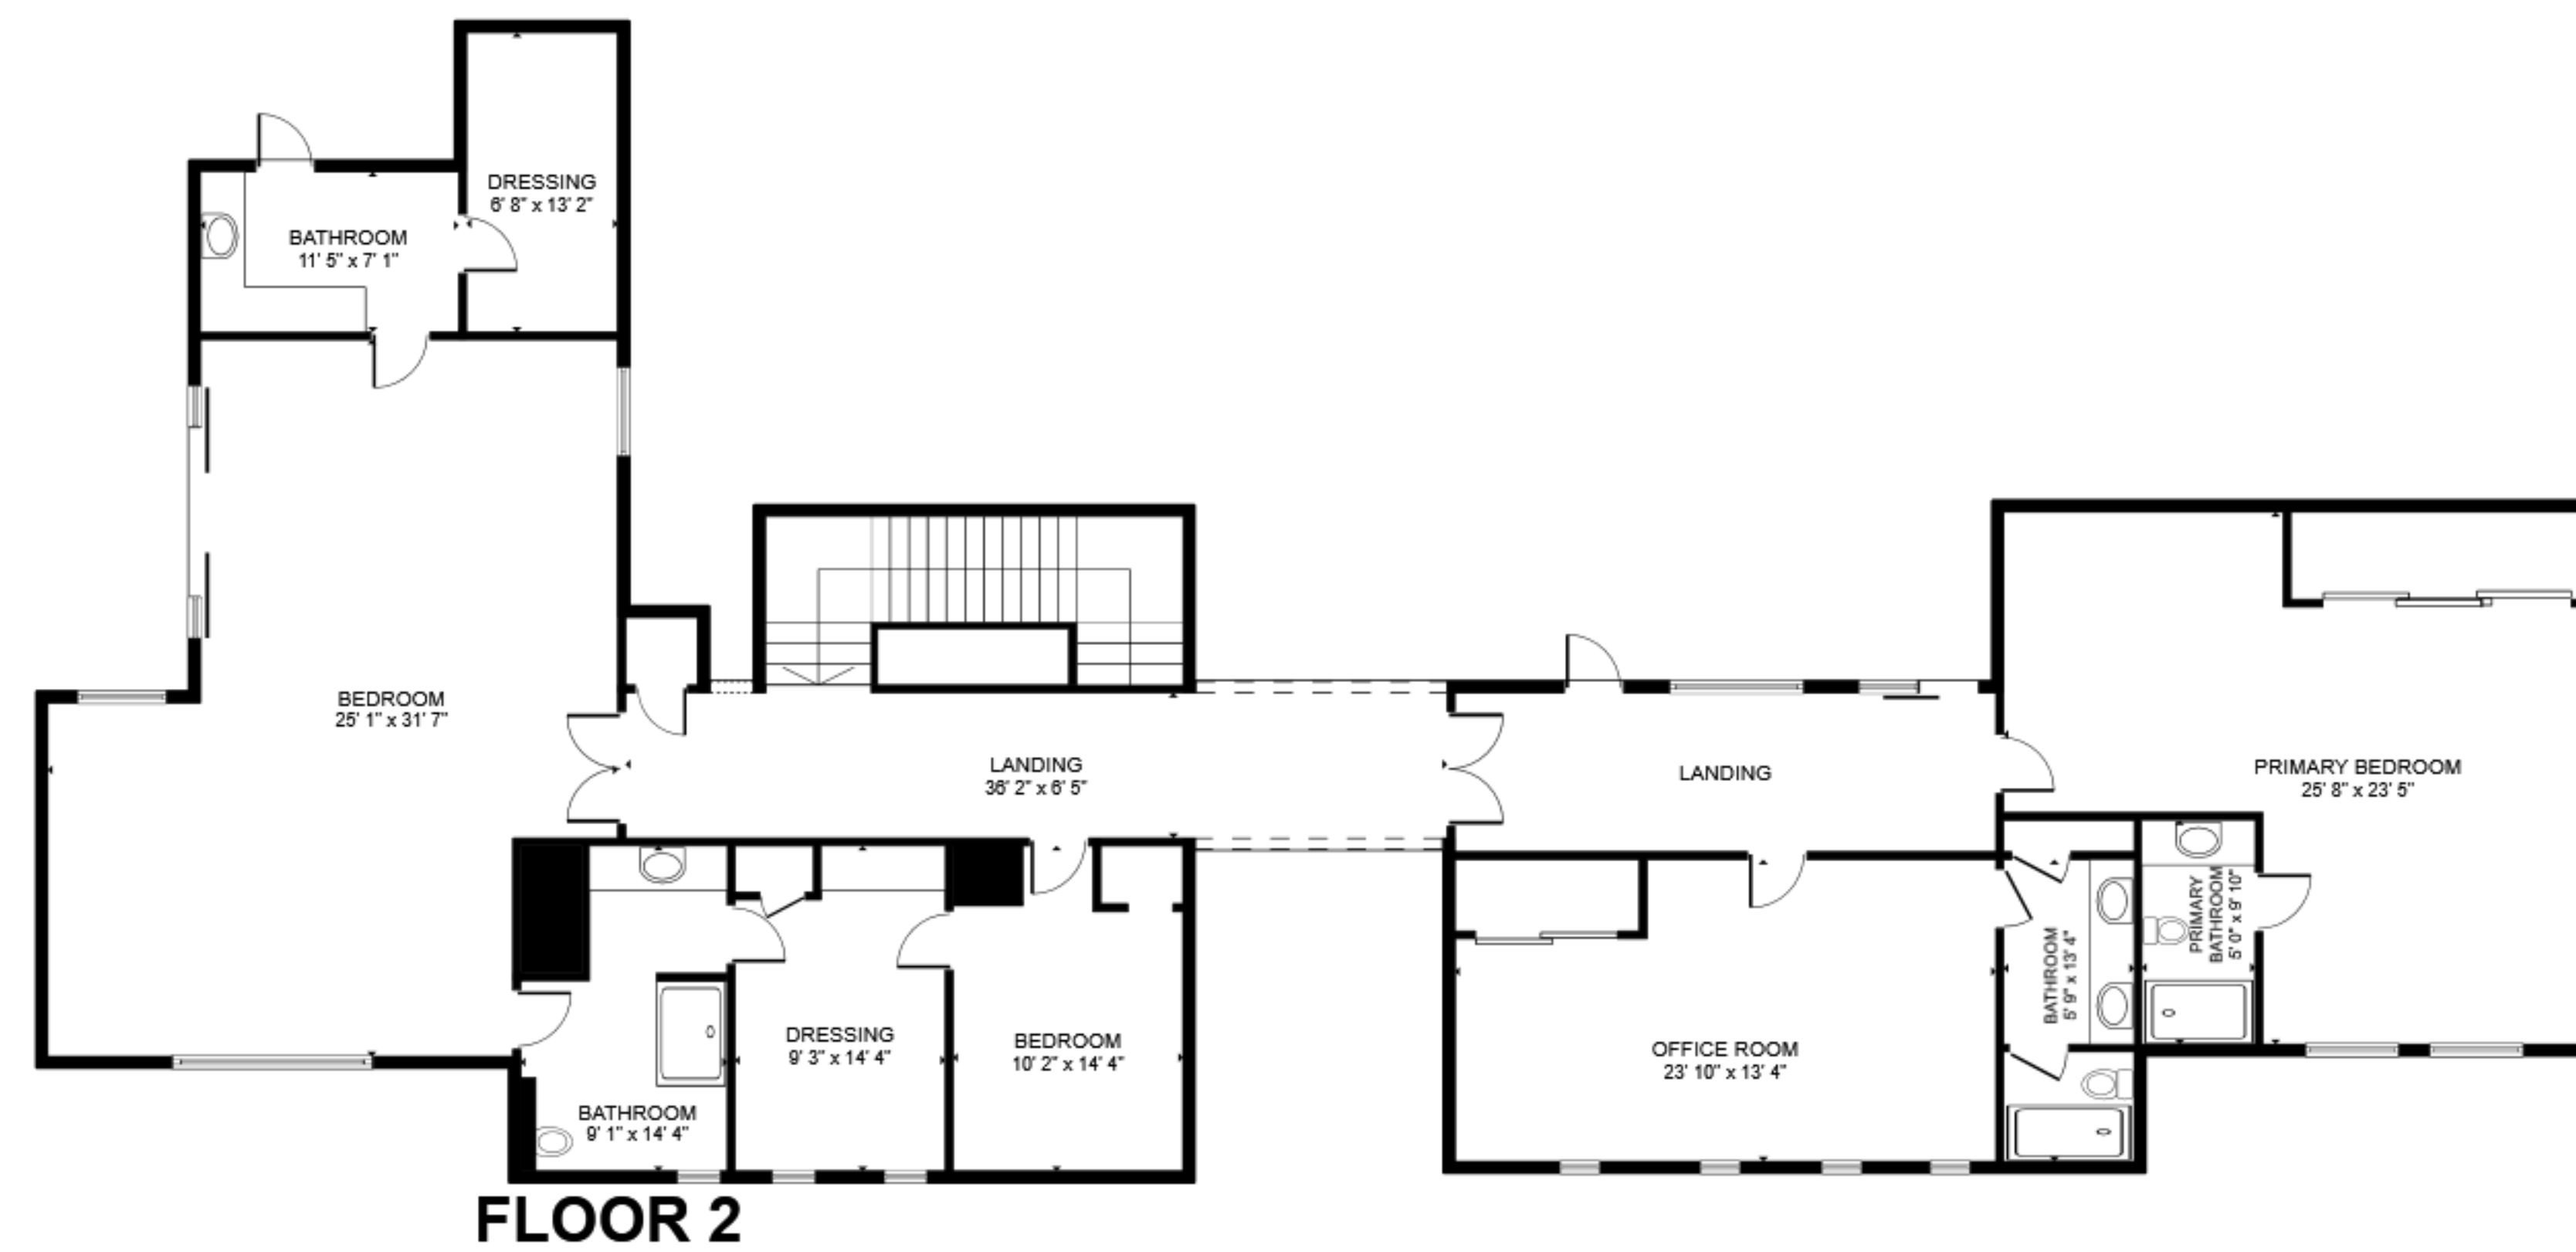 DRESSING
6' 8" x 13' 2"
BATHROOM
11' 5" x 7' 1"
BEDROOM
25' 1" x 31' 7"
LANDING
36' 2" x 6' 5"
LANDING
PRIMARY BEDROOM
25' 8" x 23' 5"
PRIMARY
BATHROOM
5' 0" x 9' 10"
BATHROOM
5' 9" x 13' 4"
DRESSING
9' 3" x 14' 4"
BEDROOM
10' 2" x 14' 4"
OFFICE ROOM
23' 10" x 13' 4"
BATHROOM
9' 1" x 14' 4"
FLOOR 2